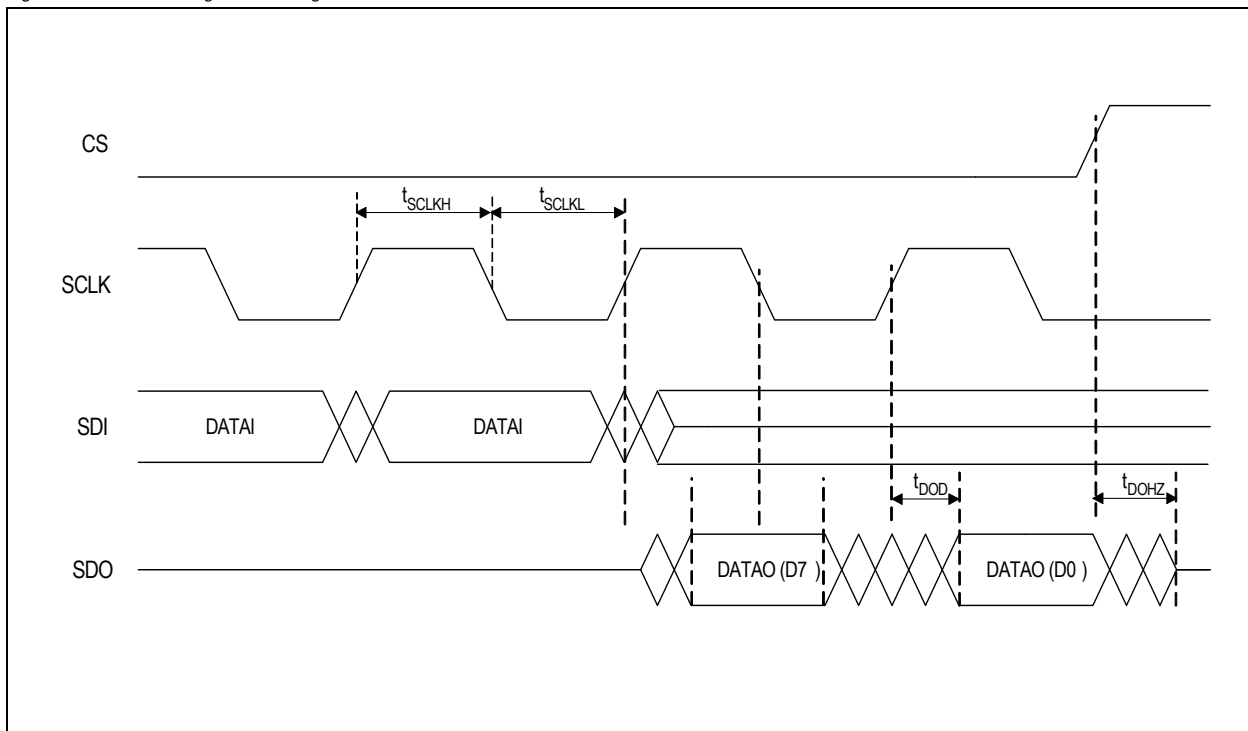 CS
tSCLKH
tSCLKL
SCLK
SDI
DATAI
DATAI
tDOD
tDOHZ
SDO
DATAO (D7 )
DATAO (D0 )